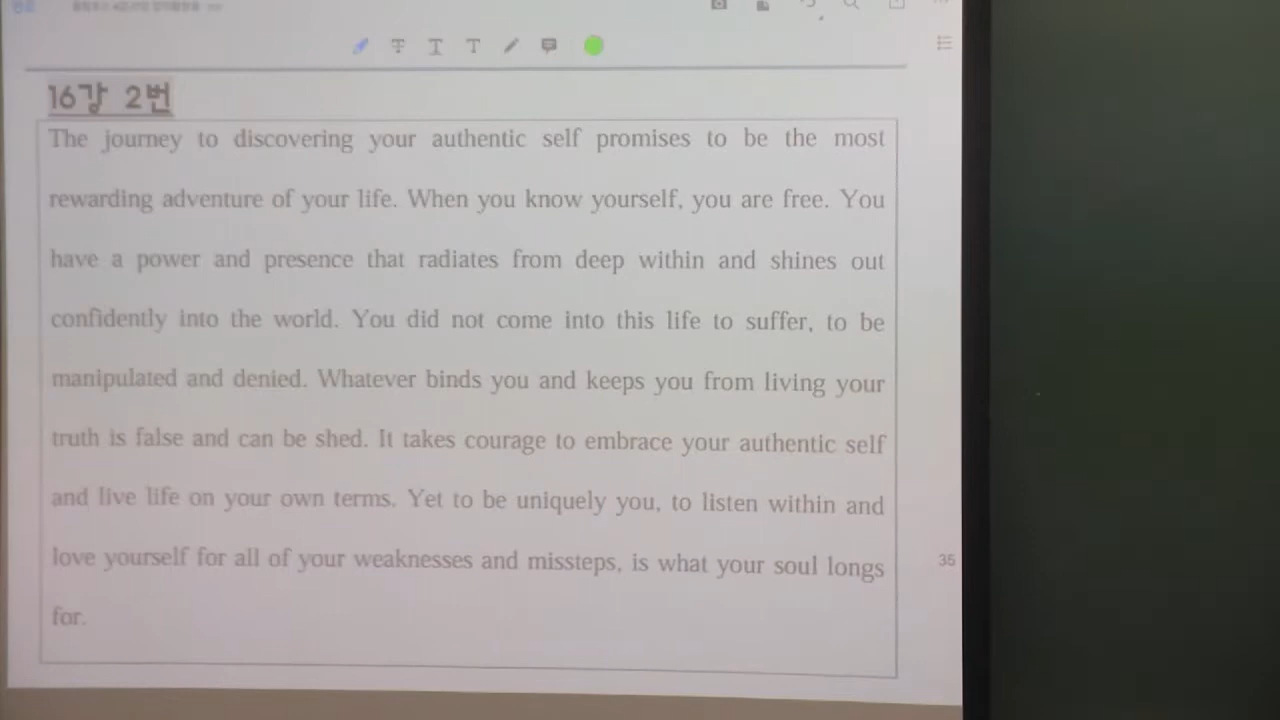 16강 2번
The journey to discovering your authentic self promises to be the most
rewarding adventure of your life. When you know yourself, you are free. You
have a power and presence that radiates from deep within and shines out
confidently into the world. You did not come into this life to suffer, to be
manipulated and denied. Whatever binds you and keeps you from living your
truth is false and can be shed. It takes courage to embrace your authentic self
and live life on your own terms. Yet to be uniquely you, to listen within and
love yourself for all of your weaknesses and missteps, is what your soul longs
for.
35